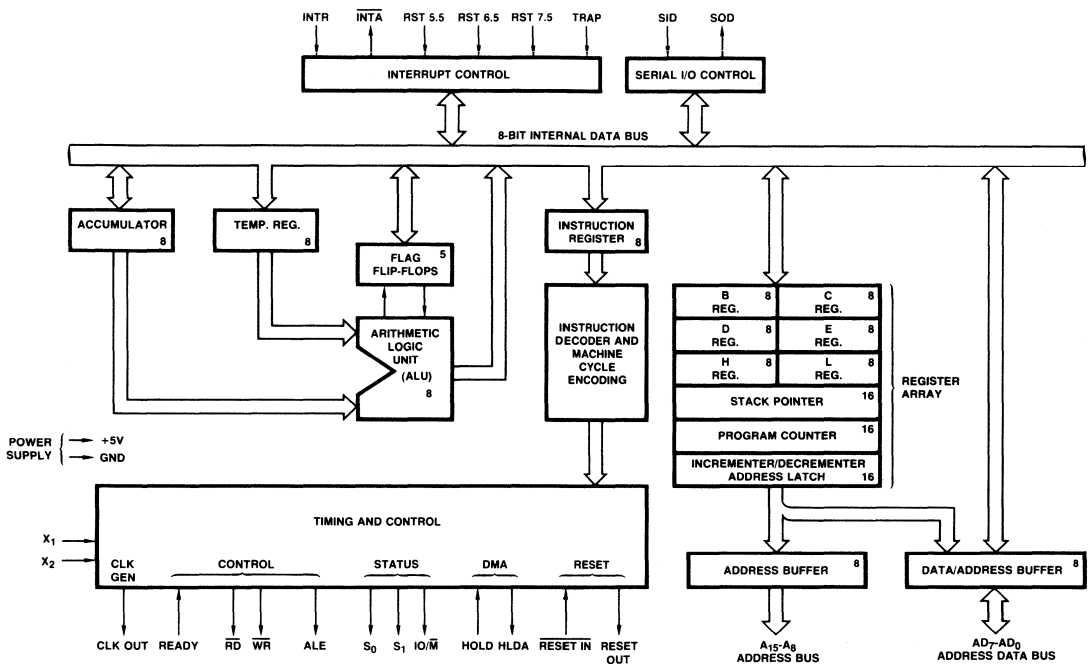 INTR I̅N̅T̅A̅ RST 5.5 RST 6.5 RST 7.5 TRAP SID SOD
INTERRUPT CONTROL
SERIAL I/O CONTROL
8-BIT INTERNAL DATA BUS
ACCUMULATOR
8
TEMP. REG.
8
FLAG
FLIP-FLOPS
5
ARITHMETIC
LOGIC
UNIT
(ALU)
8
INSTRUCTION
REGISTER
8
INSTRUCTION
DECODER AND
MACHINE
CYCLE
ENCODING
B
REG.
8
C
REG.
8
D
REG.
8
E
REG.
8
H
REG.
8
L
REG.
8
STACK POINTER
16
PROGRAM COUNTER
16
INCREMENTER/DECREMENTER
ADDRESS LATCH
16
REGISTER
ARRAY
POWER
SUPPLY
+5V
GND
X₁
X₂
TIMING AND CONTROL
CLK
GEN
CONTROL
STATUS
DMA
RESET
CLK OUT READY R̅D̅ W̅R̅ ALE S₀ S₁ IO/M̅ HOLD HLDA R̅E̅S̅E̅T̅ I̅N̅ RESET
OUT
ADDRESS BUFFER
8
DATA/ADDRESS BUFFER
8
A₁₅-A₈
ADDRESS BUS
AD₇-AD₀
ADDRESS DATA BUS